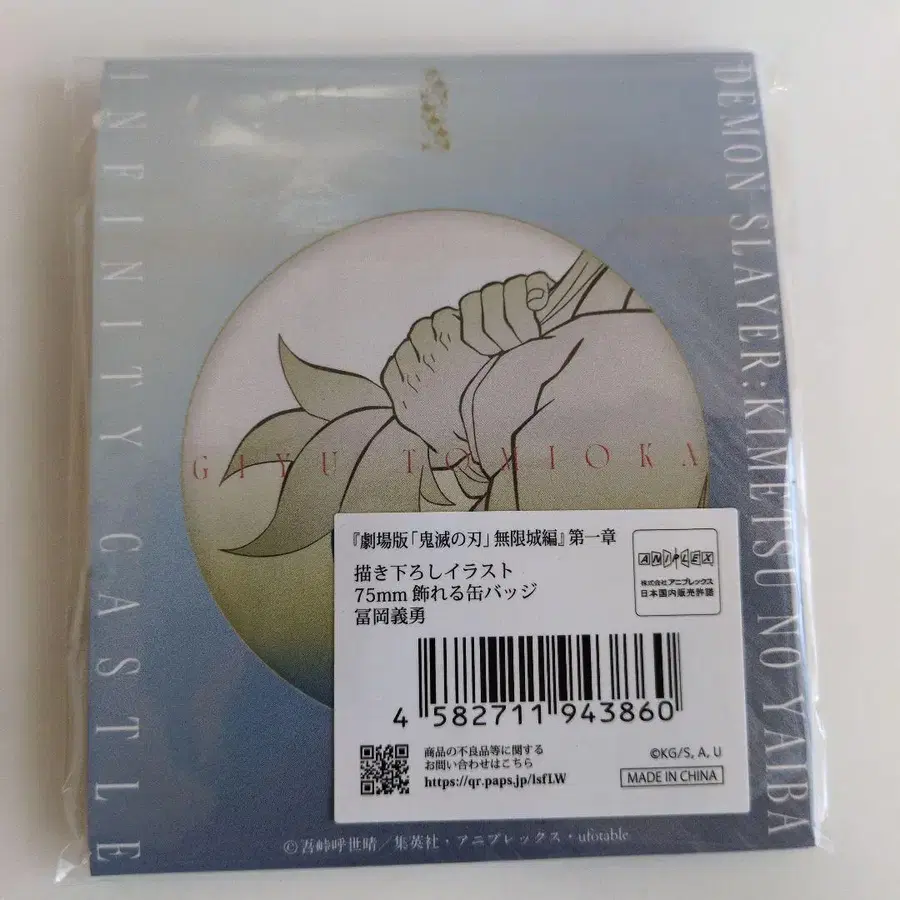 INFINITY CASTLE
DEMON SLAYER:KIMETSU NO YAIBA
GIYU TOMIOKA
『劇場版「鬼滅の刃」無限城編』第一章
描き下ろしイラスト
75mm 飾れる缶バッジ
冨岡義勇
ANIPLEX
株式会社アニプレックス
日本国内販売許諾
4 582711 943860
商品の不良品等に関する
お問い合わせはこちら
https://qr.paps.jp/lsfLW
©KG/S, A, U
MADE IN CHINA
©吾峠呼世晴／集英社・アニプレックス・ufotable